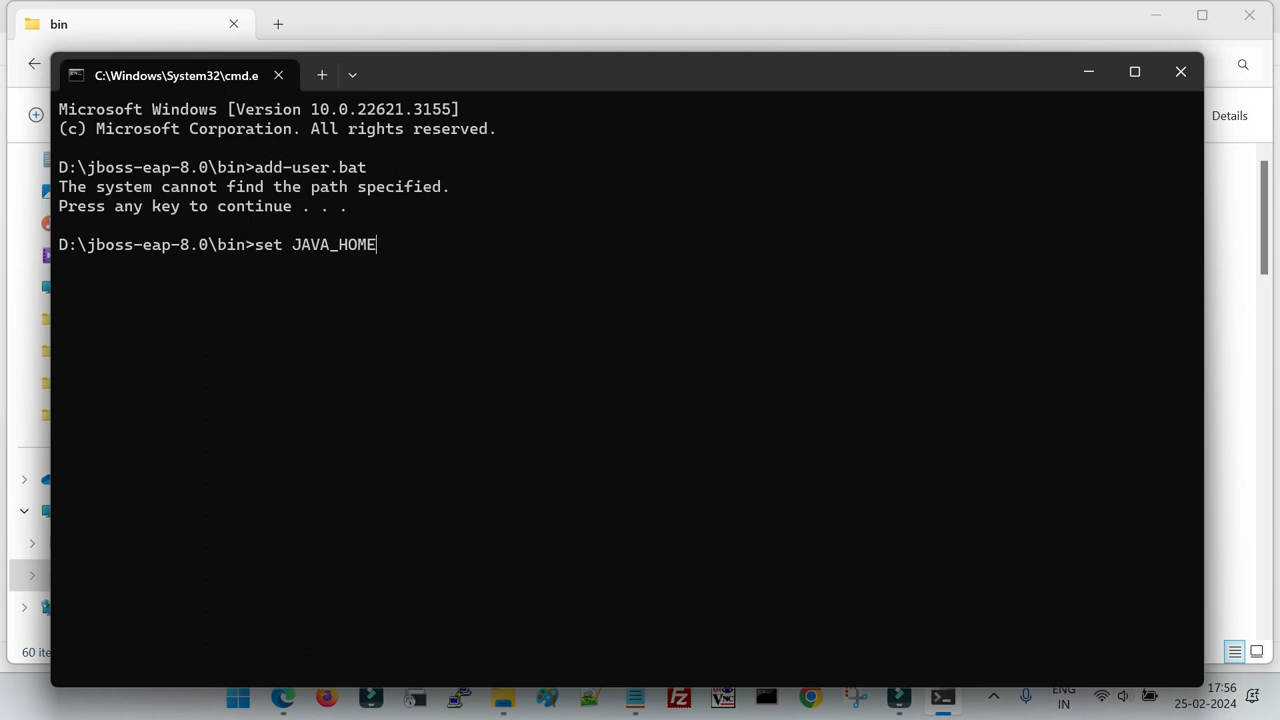 bin
Details
C:\Windows\System32\cmd.e
Microsoft Windows [Version 10.0.22621.3155]
(c) Microsoft Corporation. All rights reserved.
D:\jboss-eap-8.0\bin>add-user.bat
The system cannot find the path specified.
Press any key to continue . . .
D:\jboss-eap-8.0\bin>set JAVA_HOME
60 ite
ENG
IN
17:56
25-02-2024